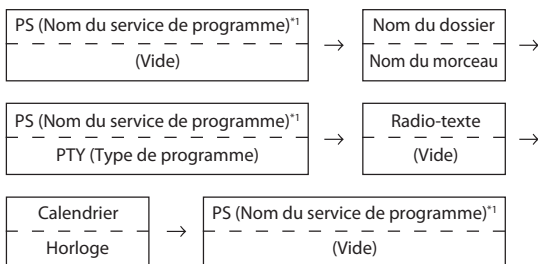 PS (Nom du service de programme)*1
(Vide)
→
Nom du dossier
Nom du morceau
→
PS (Nom du service de programme)*1
PTY (Type de programme)
→
Radio-texte
(Vide)
→
Calendrier
Horloge
→
PS (Nom du service de programme)*1
(Vide)